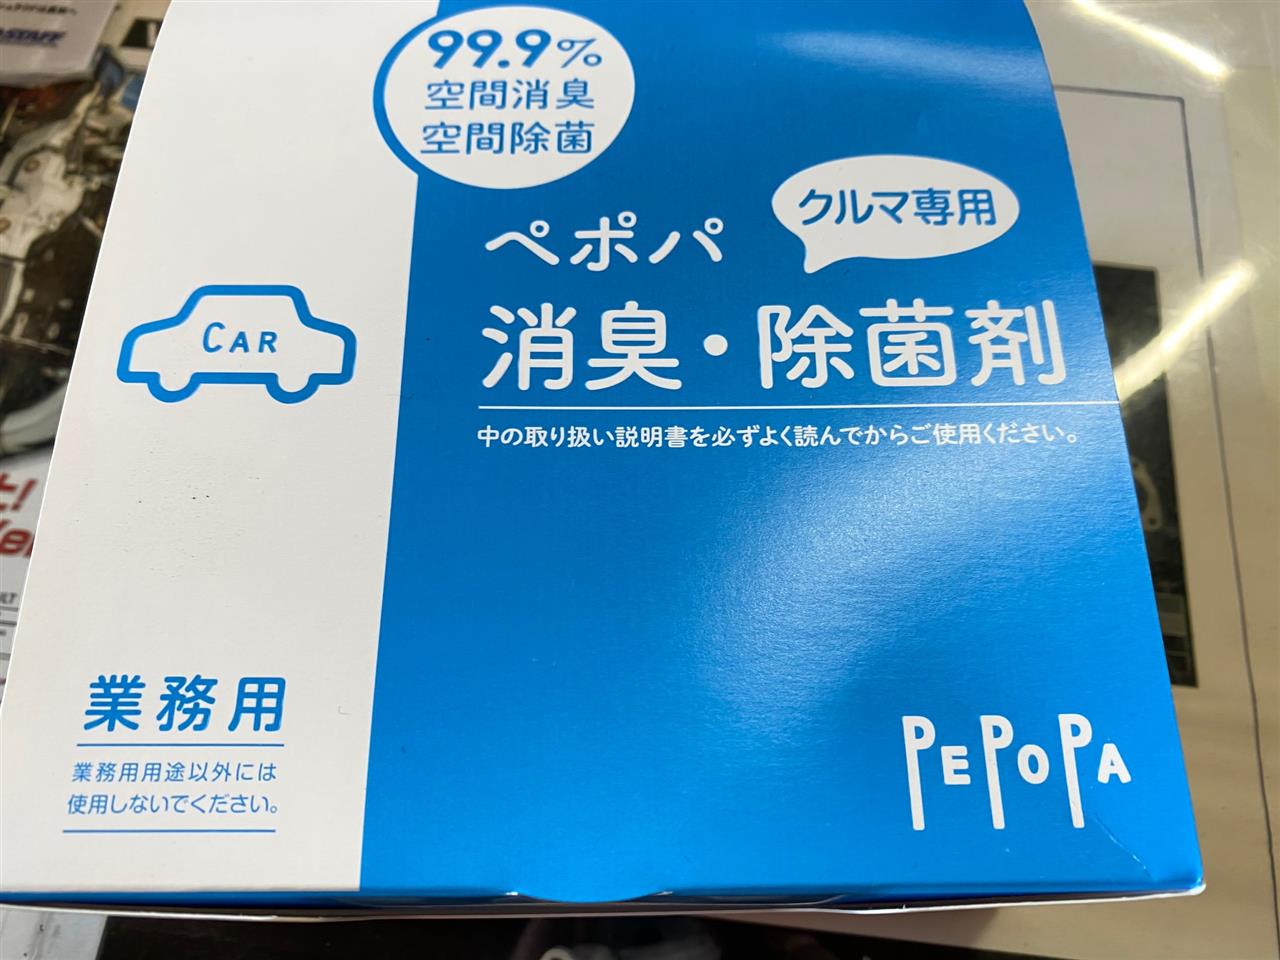 99.9%
空間消臭
空間除菌
クルマ専用
ペポパ
消臭・除菌剤
中の取り扱い説明書を必ずよく読んでからご使用ください。
CAR
業務用
業務用用途以外には
使用しないでください。
PEPOPA